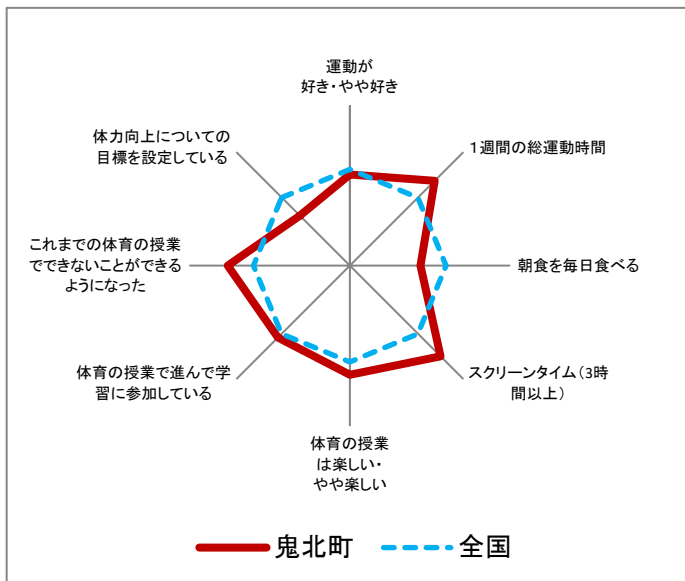 運動が
好き・やや好き
体力向上についての
目標を設定している
1週間の総運動時間
これまでの体育の授業
でできないことができる
ようになった
朝食を毎日食べる
体育の授業で進んで学
習に参加している
スクリーンタイム(3時
間以上)
体育の授業
は楽しい・
やや楽しい
鬼北町
全国